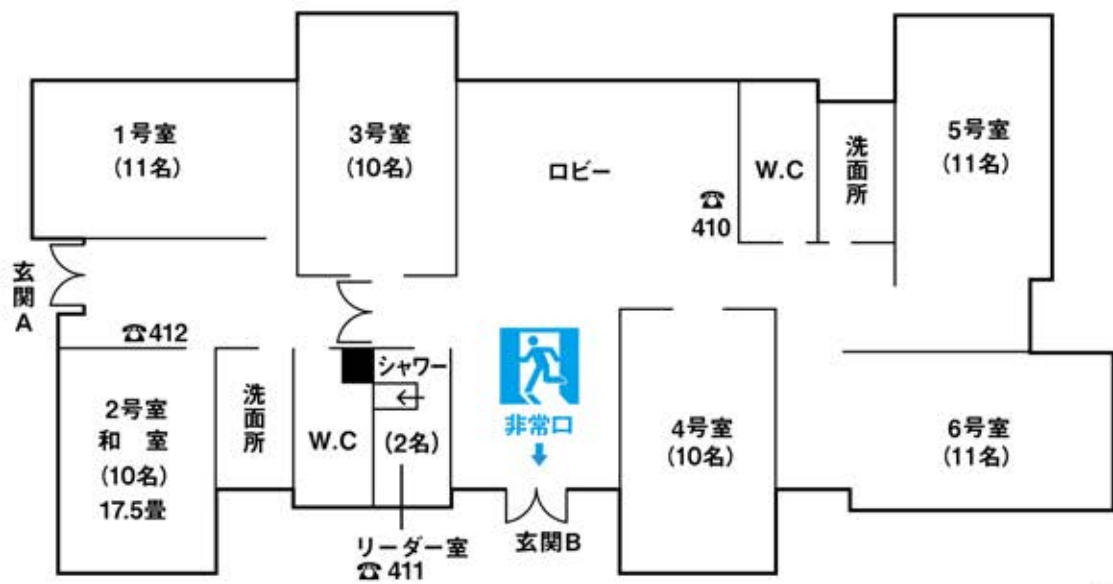 1号室
(11名)
3号室
(10名)
ロビー
☎
410
W.C
洗面所
5号室
(11名)
玄関A
☎412
2号室
和 室
(10名)
17.5畳
洗面所
W.C
シャワー
(2名)
リーダー室
☎ 411
非常口
↓
玄関B
4号室
(10名)
6号室
(11名)